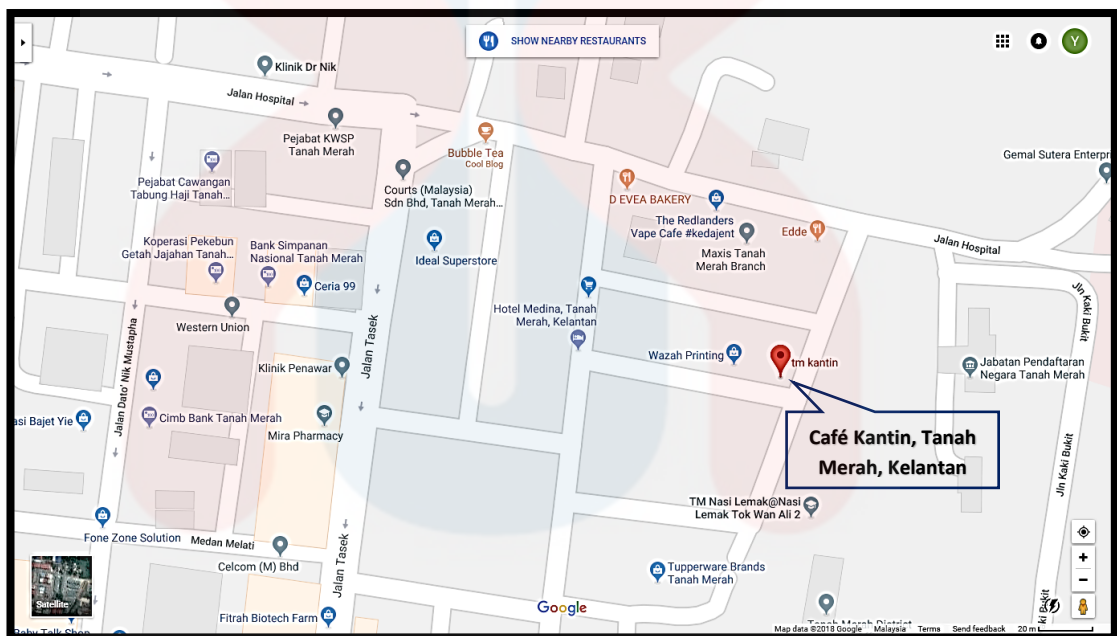 SHOW NEARBY RESTAURANTS
Y
Klinik Dr Nik
Jalan Hospital
Pejabat KWSP
Tanah Merah
Bubble Tea
Cool Blog
Gemal Sutera Enterpr
Pejabat Cawangan
Tabung Haji Tanah...
Courts (Malaysia)
Sdn Bhd, Tanah Merah...
D EVEA BAKERY
The Redlanders
Vape Cafe #kedajent
Edde
Maxis Tanah
Merah Branch
Jalan Hospital
Koperasi Pekebun
Getah Jajahan Tanah...
Bank Simpanan
Nasional Tanah Merah
Ideal Superstore
Ceria 99
Jln Kaki Bukit
Hotel Medina, Tanah
Merah, Kelantan
Western Union
Jalan Dato' Nik Mustapha
Jalan Tasek
Wazah Printing
tm kantin
Jabatan Pendaftaran
Negara Tanah Merah
Klinik Penawar
asi Bajet Yie
Cimb Bank Tanah Merah
Mira Pharmacy
Café Kantin, Tanah
Merah, Kelantan
Jln Kaki Bukit
TM Nasi Lemak@Nasi
Lemak Tok Wan Ali 2
Fone Zone Solution
Medan Melati
Celcom (M) Bhd
Jalan Tasek
Tupperware Brands
Tanah Merah
Satellite
Google
Fitrah Biotech Farm
Bukit
Tanah Merah District
Baby Talk Shop
Map data ©2018 Google Malaysia Terms Send feedback 20 m